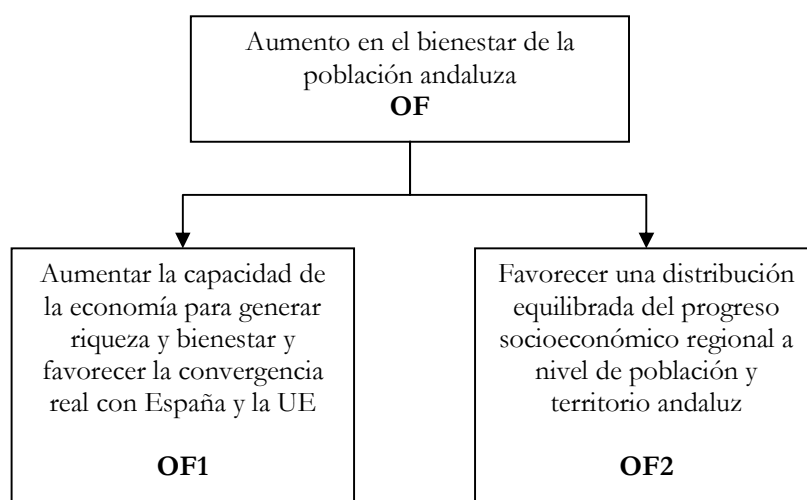 Aumento en el bienestar de la
población andaluza
OF
Aumentar la capacidad de
la economía para generar
riqueza y bienestar y
favorecer la convergencia
real con España y la UE
OF1
Favorecer una distribución
equilibrada del progreso
socioeconómico regional a
nivel de población y
territorio andaluz
OF2